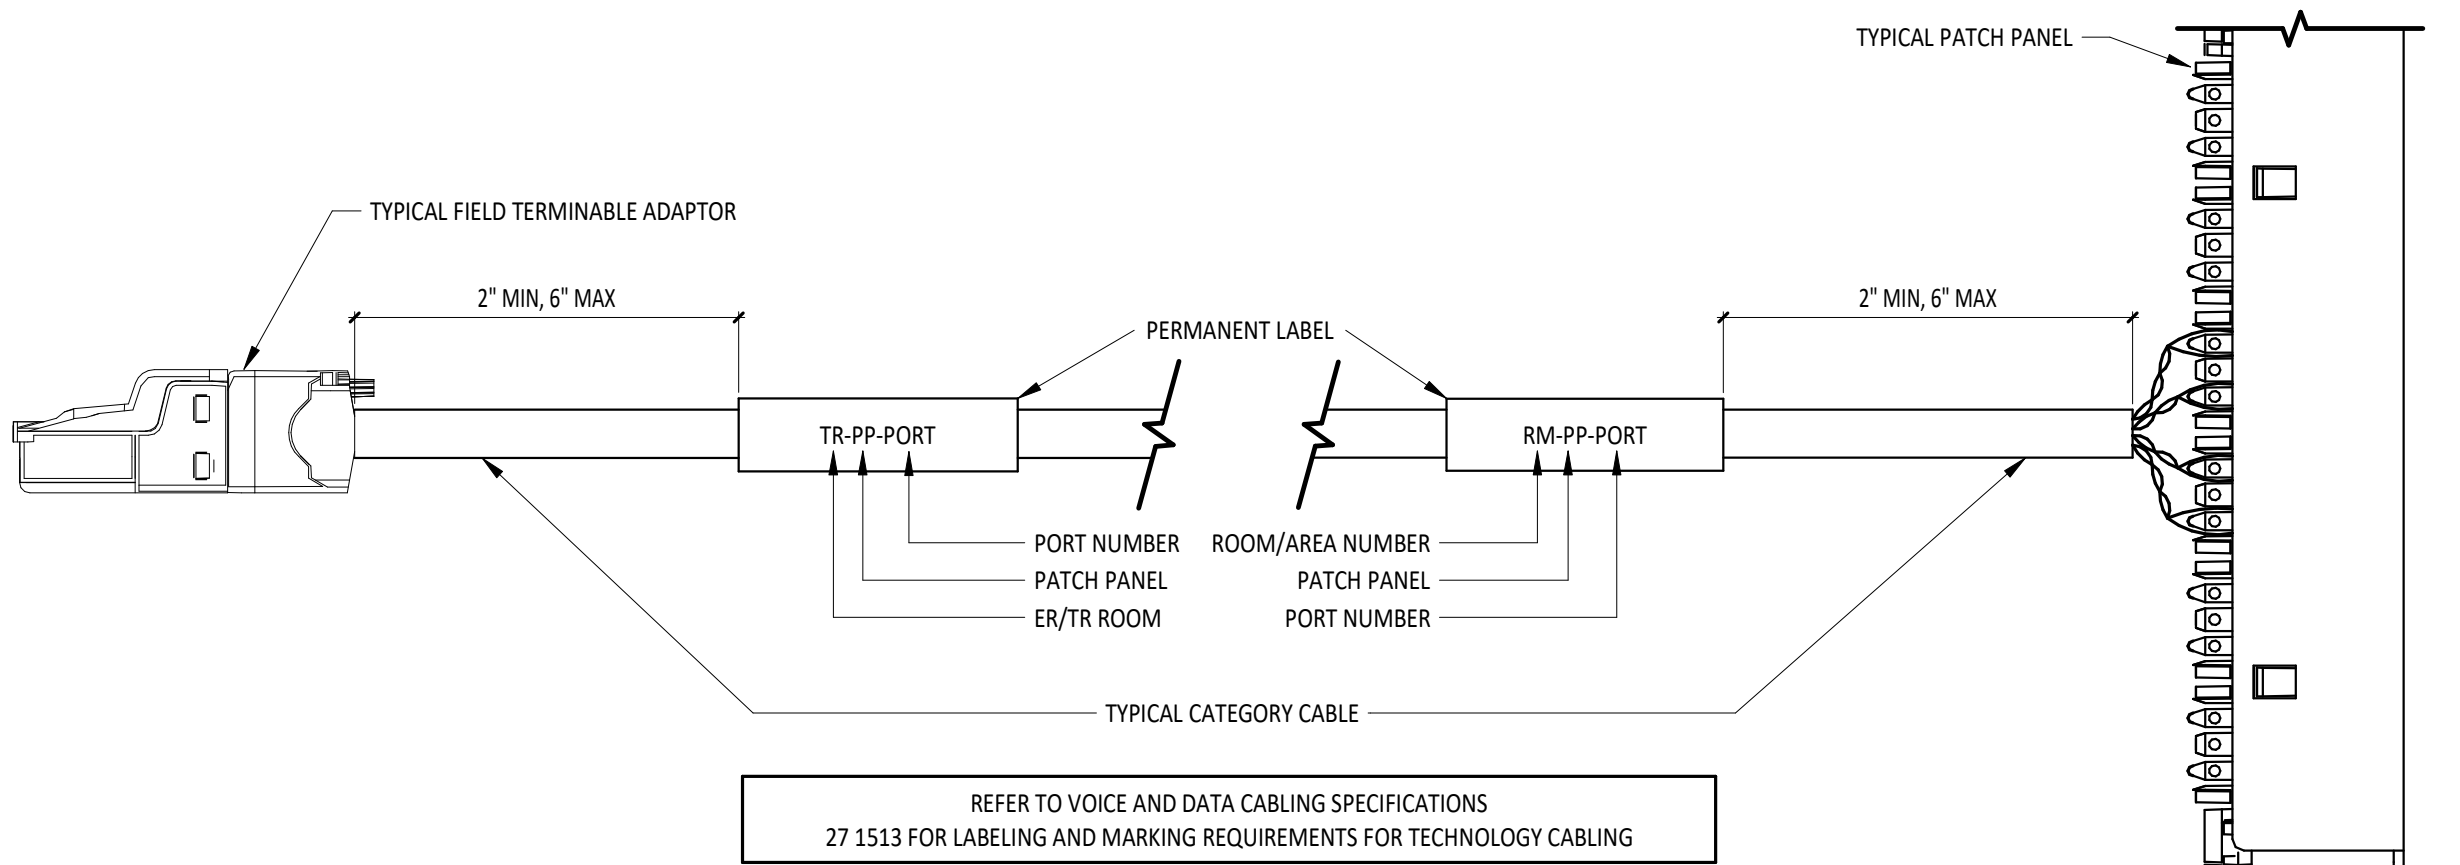 TYPICAL PATCH PANEL
TYPICAL FIELD TERMINABLE ADAPTOR
2" MIN, 6" MAX
2" MIN, 6" MAX
PERMANENT LABEL
TR-PP-PORT
RM-PP-PORT
PORT NUMBER
PATCH PANEL
ER/TR ROOM
ROOM/AREA NUMBER
PATCH PANEL
PORT NUMBER
TYPICAL CATEGORY CABLE
REFER TO VOICE AND DATA CABLING SPECIFICATIONS
27 1513 FOR LABELING AND MARKING REQUIREMENTS FOR TECHNOLOGY CABLING